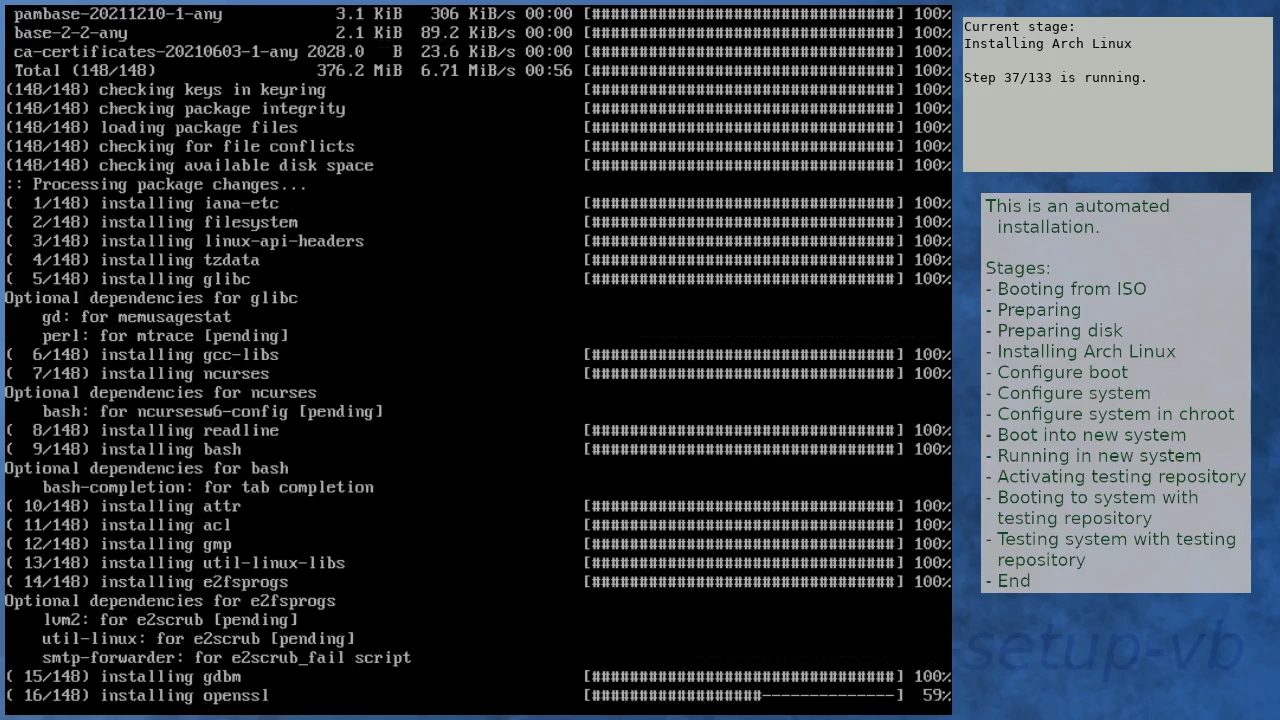 pambase-20211210-1-any 3.1 KiB 306 KiB/s 00:00 [################################] 100%
base-2-2-any 2.1 KiB 89.2 KiB/s 00:00 [################################] 100%
ca-certificates-20210603-1-any 2028.0 B 23.6 KiB/s 00:00 [################################] 100%
Total (148/148) 376.2 MiB 6.71 MiB/s 00:56 [################################] 100%
(148/148) checking keys in keyring [################################] 100%
(148/148) checking package integrity [################################] 100%
(148/148) loading package files [################################] 100%
(148/148) checking for file conflicts [################################] 100%
(148/148) checking available disk space [################################] 100%
:: Processing package changes...
( 1/148) installing iana-etc [################################] 100%
( 2/148) installing filesystem [################################] 100%
( 3/148) installing linux-api-headers [################################] 100%
( 4/148) installing tzdata [################################] 100%
( 5/148) installing glibc [################################] 100%
Optional dependencies for glibc
gd: for memusagestat
perl: for mtrace [pending]
( 6/148) installing gcc-libs [################################] 100%
( 7/148) installing ncurses [################################] 100%
Optional dependencies for ncurses
bash: for ncursesw6-config [pending]
( 8/148) installing readline [################################] 100%
( 9/148) installing bash [################################] 100%
Optional dependencies for bash
bash-completion: for tab completion
( 10/148) installing attr [################################] 100%
( 11/148) installing acl [################################] 100%
( 12/148) installing gmp [################################] 100%
( 13/148) installing util-linux-libs [################################] 100%
( 14/148) installing e2fsprogs [################################] 100%
Optional dependencies for e2fsprogs
lvm2: for e2scrub [pending]
util-linux: for e2scrub [pending]
smtp-forwarder: for e2scrub_fail script
( 15/148) installing gdbm [################################] 100%
( 16/148) installing openssl [##################--------------] 59%
Current stage:
Installing Arch Linux
Step 37/133 is running.
This is an automated
installation.
Stages:
- Booting from ISO
- Preparing
- Preparing disk
- Installing Arch Linux
- Configure boot
- Configure system
- Configure system in chroot
- Boot into new system
- Running in new system
- Activating testing repository
- Booting to system with
testing repository
- Testing system with testing
repository
- End
-setup-vb